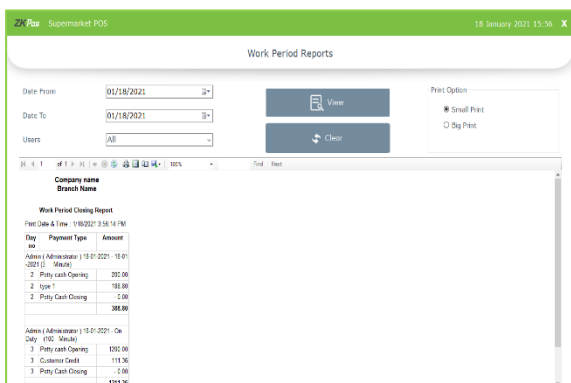 ZKPos Supermarket POS 18 January 2021 15:56 X
Work Period Reports
Date From 01/18/2021
View
Print Option
Small Print
Date To 01/18/2021
Big Print
Users All
Clear
1 of 1 100% Find Next
Company name
Branch Name
Work Period Closing Report
Print Date & Time : 1/18/2021 3:56:14 PM
Day no Payment Type Amount
Admin ( Administrator ) 18-01-2021 - 18-01
-2021 (3 Minute)
2 Petty cash Opening 200.00
2 type 1 188.80
2 Petty Cash Closing - 0.00
388.80
Admin ( Administrator ) 18-01-2021 - On
Duty (100 Minute)
3 Petty cash Opening 1200.00
3 Customer Credit 111.36
3 Petty Cash Closing - 0.00
1311.36